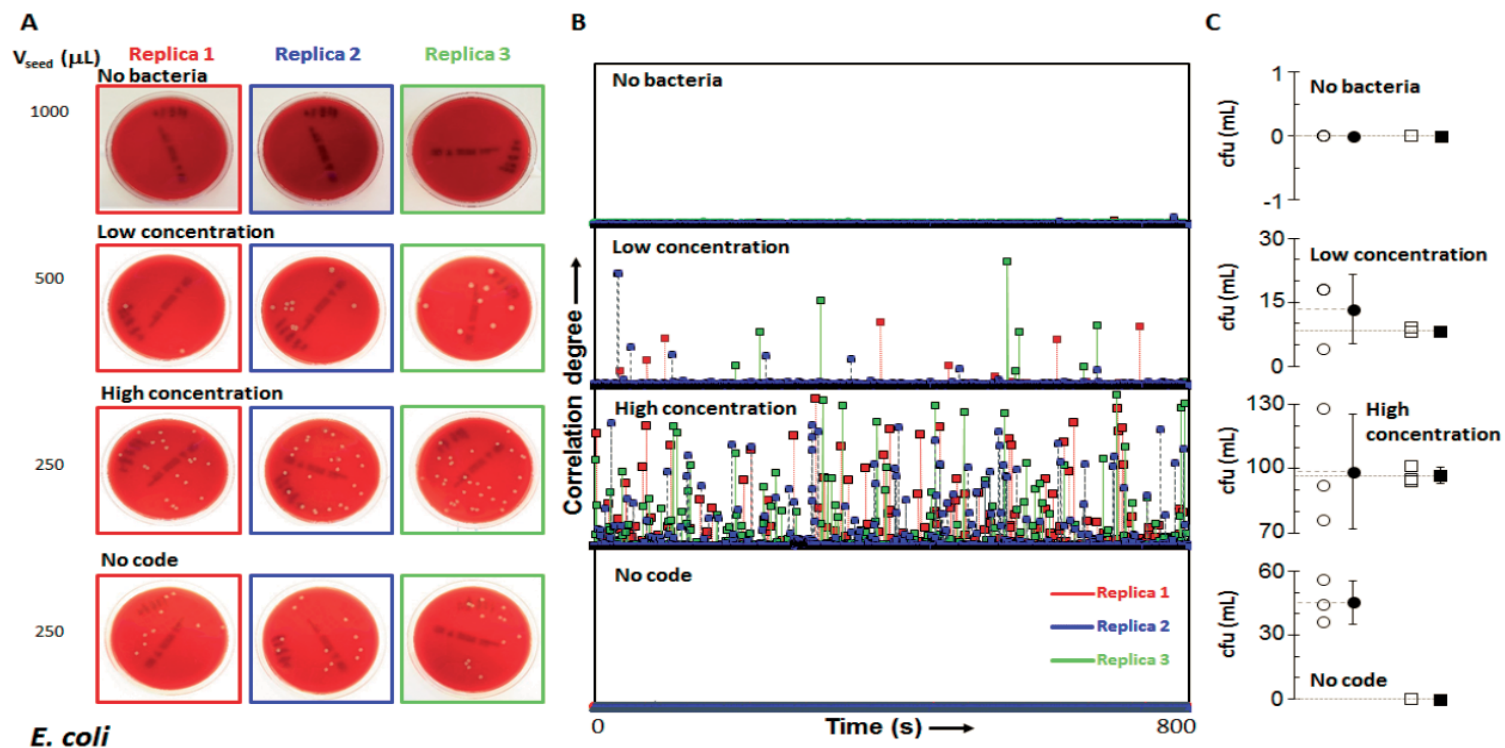 A
V seed (μL)
Replica 1
Replica 2
Replica 3
No bacteria
1000
Low concentration
500
High concentration
250
No code
250
E. coli
B
No bacteria
Low concentration
High concentration
No code
Replica 1
Replica 2
Replica 3
Correlation degree
0
Time (s)
800
C
1
0
-1
cfu (mL)
No bacteria
30
15
0
cfu (mL)
Low concentration
130
100
70
cfu (mL)
High
concentration
60
30
0
cfu (mL)
No code